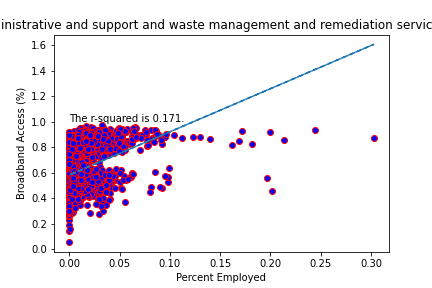 inistrative and support and waste management and remediation servic
1.6
1.4
1.2
1.0
The r-squared is 0.171.
0.8
0.6
0.4
0.2
0.0
Broadband Access (%)
0.00 0.05 0.10 0.15 0.20 0.25 0.30
Percent Employed